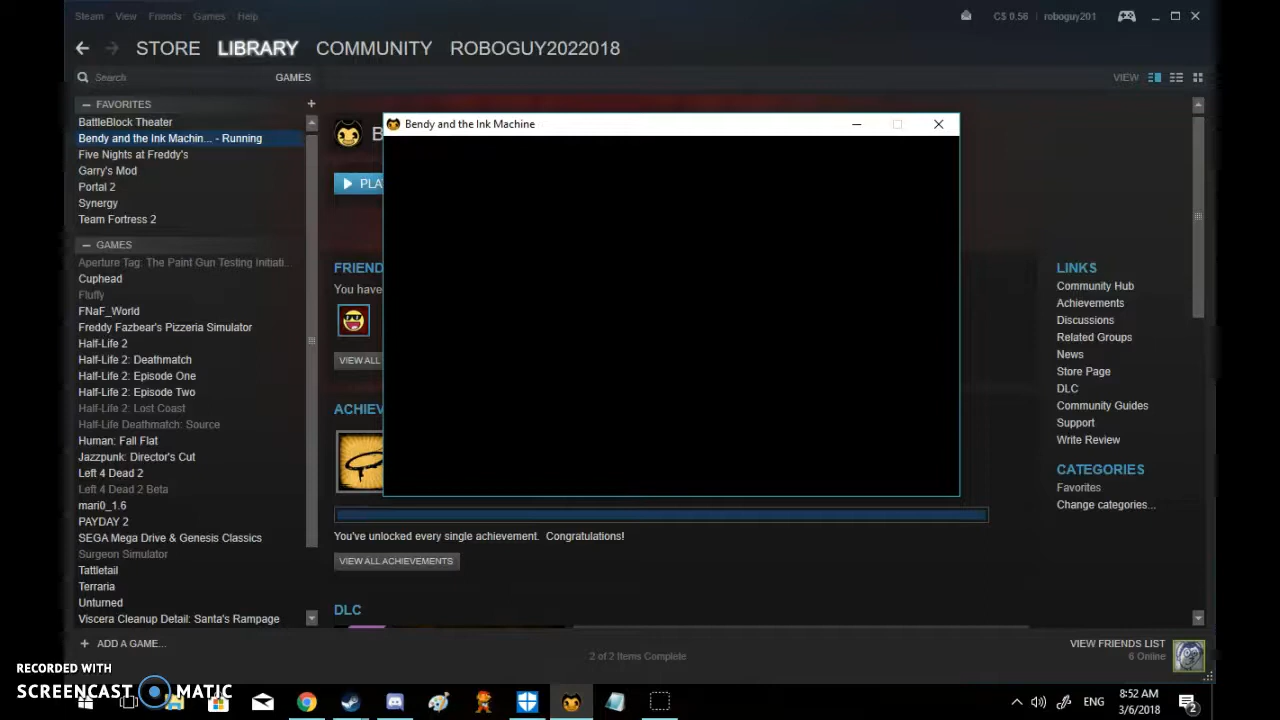 Steam View Friends Games Help
C$ 0.56 roboguy201
STORE LIBRARY COMMUNITY ROBOGUY2022018
Search GAMES
VIEW
— FAVORITES +
BattleBlock Theater
Bendy and the Ink Machin... - Running
Five Nights at Freddy's
Garry's Mod
Portal 2
Synergy
Team Fortress 2
— GAMES
Aperture Tag: The Paint Gun Testing Initiati...
Cuphead
Fluffy
FNaF_World
Freddy Fazbear's Pizzeria Simulator
Half-Life 2
Half-Life 2: Deathmatch
Half-Life 2: Episode One
Half-Life 2: Episode Two
Half-Life 2: Lost Coast
Half-Life Deathmatch: Source
Human: Fall Flat
Jazzpunk: Director's Cut
Left 4 Dead 2
Left 4 Dead 2 Beta
mari0_1.6
PAYDAY 2
SEGA Mega Drive & Genesis Classics
Surgeon Simulator
Tattletail
Terraria
Unturned
Viscera Cleanup Detail: Santa's Rampage
+ ADD A GAME...
Bendy and the Ink Machine
B
PLA
FRIEND
You have
VIEW ALL
ACHIEV
You've unlocked every single achievement. Congratulations!
VIEW ALL ACHIEVEMENTS
DLC
LINKS
Community Hub
Achievements
Discussions
Related Groups
News
Store Page
DLC
Community Guides
Support
Write Review
CATEGORIES
Favorites
Change categories...
2 of 2 Items Complete
VIEW FRIENDS LIST
6 Online
RECORDED WITH
SCREENCAST MATIC
ENG
8:52 AM
3/6/2018
2